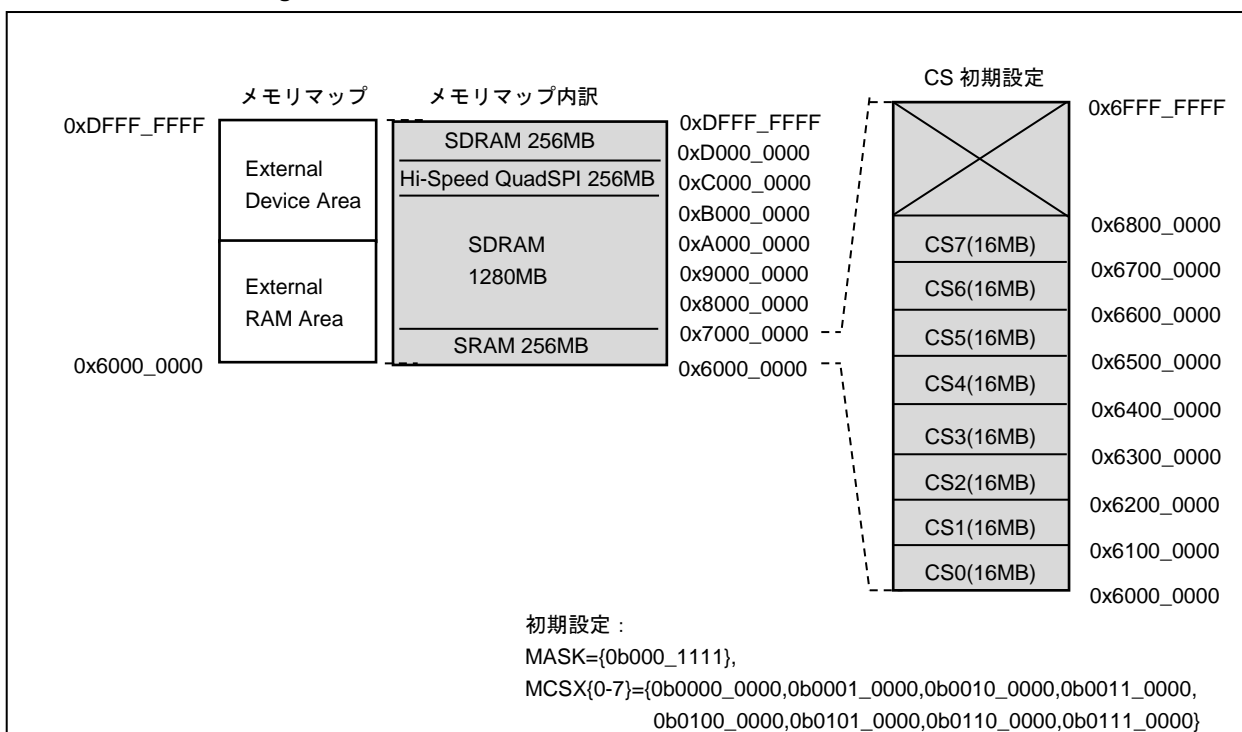 メモリマップ
0xDFFF_FFFF
External
Device Area
External
RAM Area
0x6000_0000
メモリマップ内訳
SDRAM 256MB
Hi-Speed QuadSPI 256MB
SDRAM
1280MB
SRAM 256MB
0xDFFF_FFFF
0xD000_0000
0xC000_0000
0xB000_0000
0xA000_0000
0x9000_0000
0x8000_0000
0x7000_0000
0x6000_0000
CS 初期設定
0x6FFF_FFFF
0x6800_0000
CS7(16MB)
0x6700_0000
CS6(16MB)
0x6600_0000
CS5(16MB)
0x6500_0000
CS4(16MB)
0x6400_0000
CS3(16MB)
0x6300_0000
CS2(16MB)
0x6200_0000
CS1(16MB)
0x6100_0000
CS0(16MB)
0x6000_0000
初期設定：
MASK={0b000_1111},
MCSX{0-7}={0b0000_0000,0b0001_0000,0b0010_0000,0b0011_0000,
0b0100_0000,0b0101_0000,0b0110_0000,0b0111_0000}